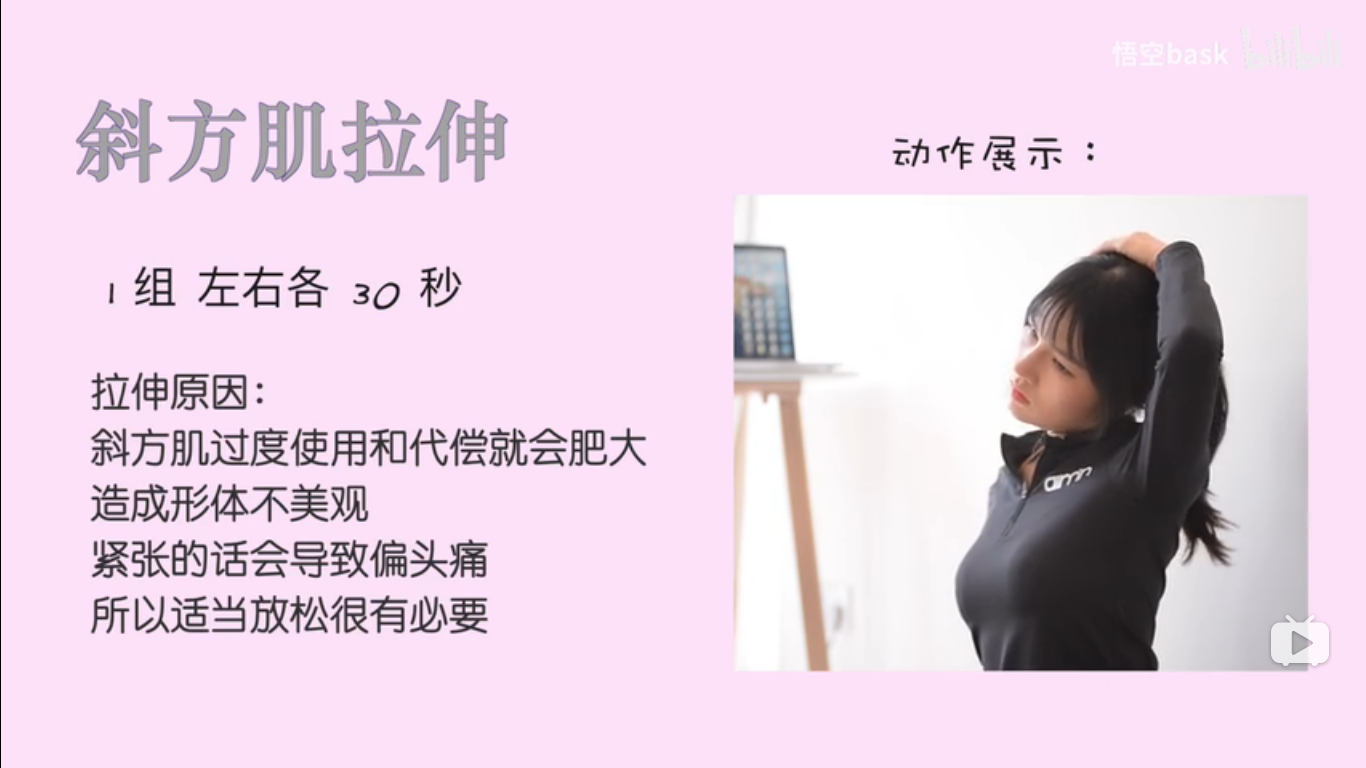 悟空bask bilibili
斜方肌拉伸
动作展示：
1 组 左右各 30 秒
拉伸原因：
斜方肌过度使用和代偿就会肥大
造成形体不美观
紧张的话会导致偏头痛
所以适当放松很有必要
aimn